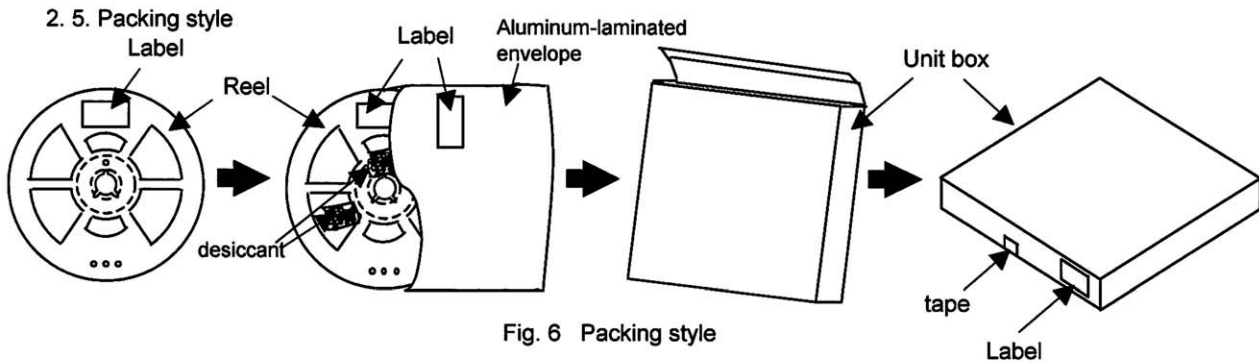 2. 5. Packing style
Label
Reel
Label
Aluminum-laminated
envelope
desiccant
Unit box
tape
Label
Fig. 6 Packing style